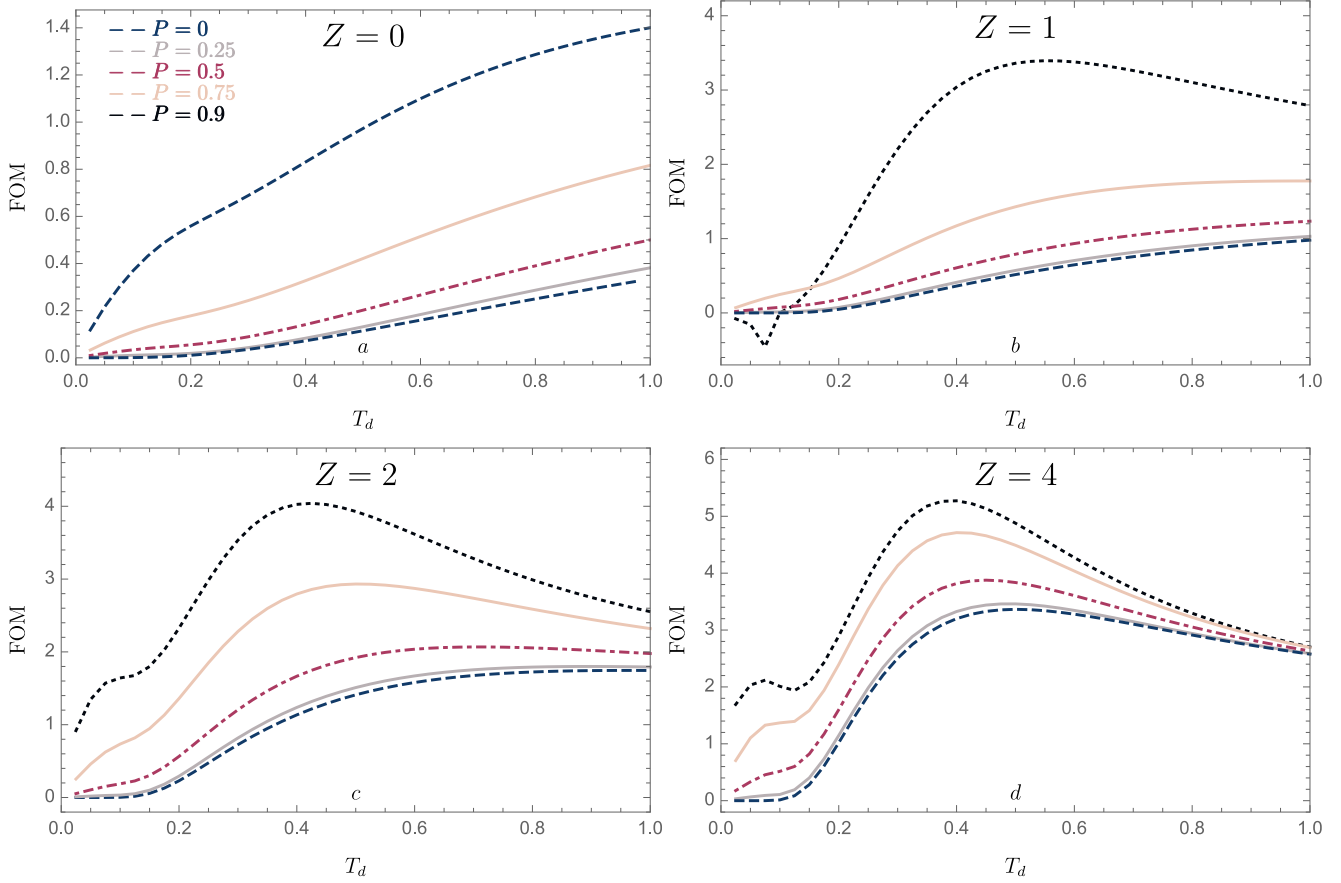 Z = 0
P = 0
P = 0.25
P = 0.5
P = 0.75
P = 0.9
1.4
1.2
1.0
0.8
0.6
0.4
0.2
0.0
FOM
a
0.0 0.2 0.4 0.6 0.8 1.0
T_d
Z = 1
4
3
2
1
0
FOM
b
0.0 0.2 0.4 0.6 0.8 1.0
T_d
Z = 2
4
3
2
1
0
FOM
c
0.0 0.2 0.4 0.6 0.8 1.0
T_d
Z = 4
6
5
4
3
2
1
0
FOM
d
0.0 0.2 0.4 0.6 0.8 1.0
T_d